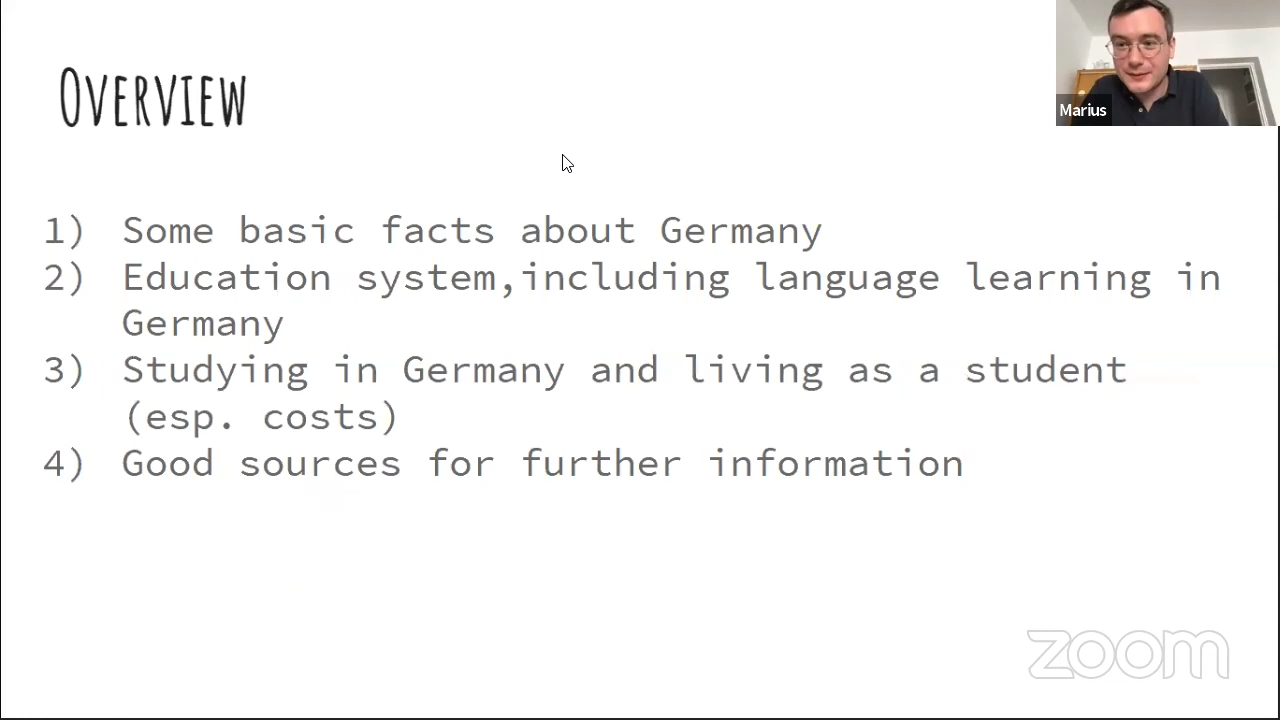 OVERVIEW
Marius
1) Some basic facts about Germany
2) Education system,including language learning in
Germany
3) Studying in Germany and living as a student
(esp. costs)
4) Good sources for further information
zoom